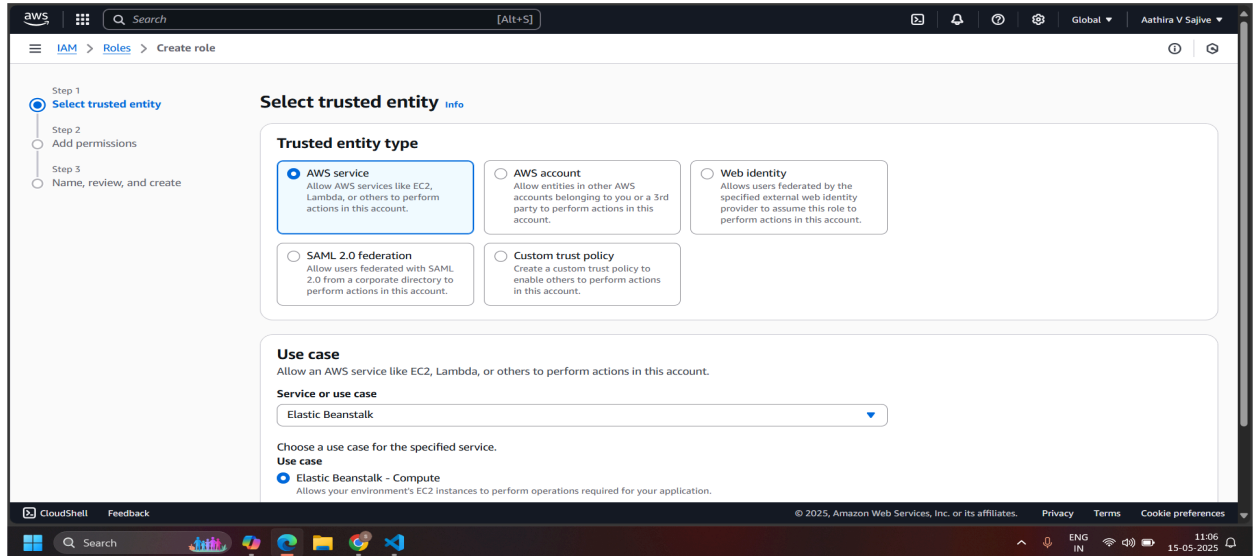 aws
Search
[Alt+S]
Global
Aathira V Sajive
IAM > Roles > Create role
Step 1
Select trusted entity
Step 2
Add permissions
Step 3
Name, review, and create
Select trusted entity Info
Trusted entity type
AWS service
Allow AWS services like EC2,
Lambda, or others to perform
actions in this account.
AWS account
Allow entities in other AWS
accounts belonging to you or a 3rd
party to perform actions in this
account.
Web identity
Allows users federated by the
specified external web identity
provider to assume this role to
perform actions in this account.
SAML 2.0 federation
Allow users federated with SAML
2.0 from a corporate directory to
perform actions in this account.
Custom trust policy
Create a custom trust policy to
enable others to perform actions
in this account.
Use case
Allow an AWS service like EC2, Lambda, or others to perform actions in this account.
Service or use case
Elastic Beanstalk
Choose a use case for the specified service.
Use case
Elastic Beanstalk - Compute
Allows your environment's EC2 instances to perform operations required for your application.
CloudShell Feedback
© 2025, Amazon Web Services, Inc. or its affiliates. Privacy Terms Cookie preferences
Search
ENG
IN
11:06
15-05-2025